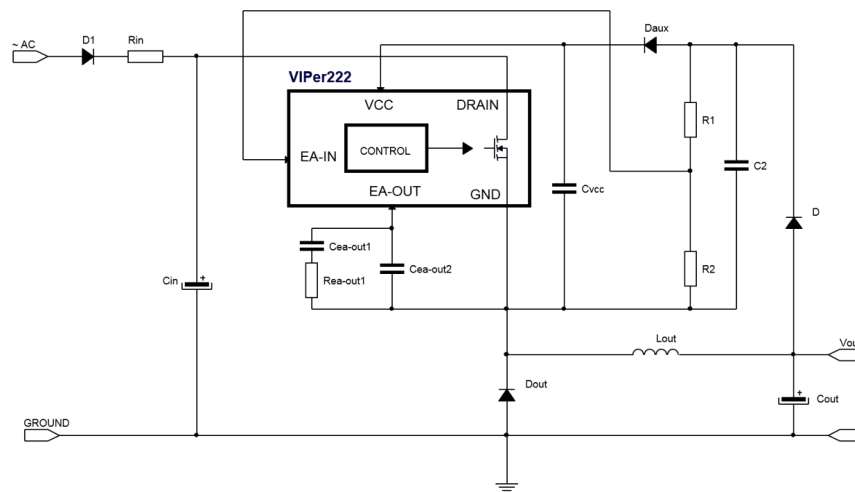 ~ AC
D1
Rin
Daux
VIPer222
VCC
DRAIN
R1
EA-IN
CONTROL
EA-OUT
GND
Cvcc
C2
D
Cea-out1
Rea-out1
Cea-out2
R2
Cin
+
Lout
Vou
Dout
+
Cout
GROUND